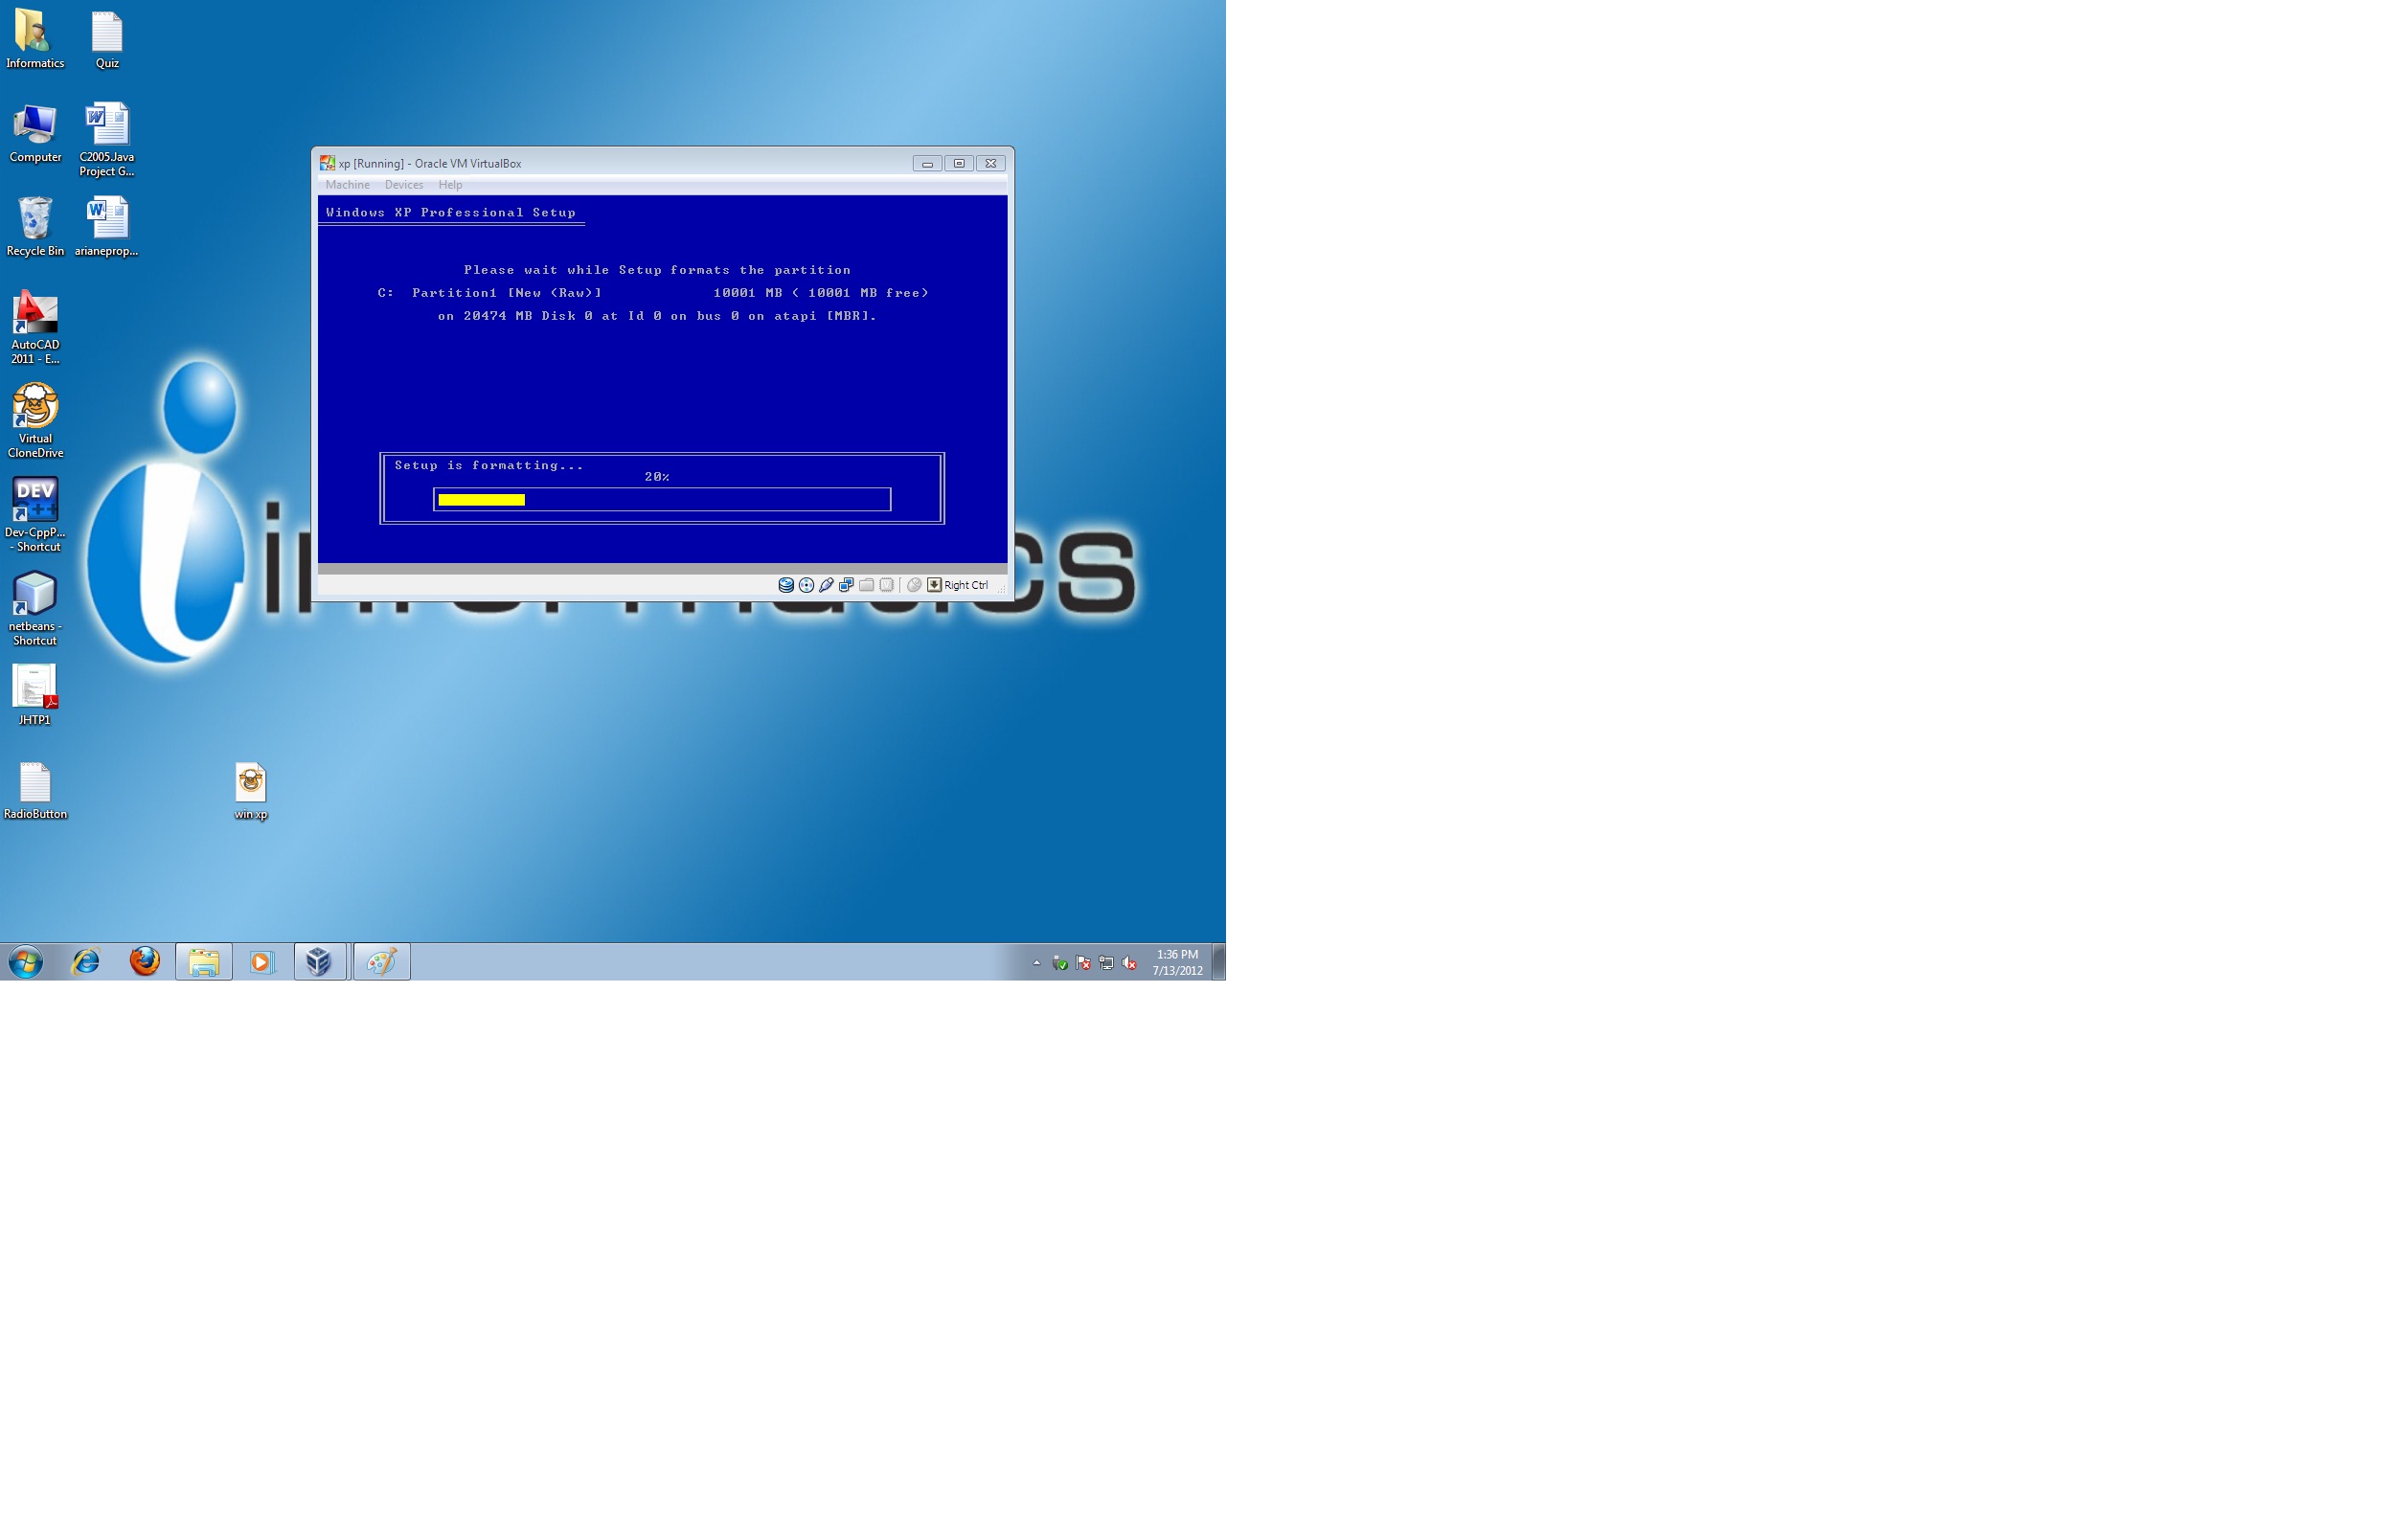 Informatics
Quiz
Computer
C2005.Java
Project G...
Recycle Bin
arianeprop...
AutoCAD
2011 - E...
Virtual
CloneDrive
DEV
C++
Dev-CppP...
- Shortcut
netbeans -
Shortcut
JHTP1
RadioButton
win xp
xp [Running] - Oracle VM VirtualBox
Machine Devices Help
Windows XP Professional Setup
Please wait while Setup formats the partition
C: Partition1 [New (Raw)] 10001 MB ( 10001 MB free)
on 20474 MB Disk 0 at Id 0 on bus 0 on atapi [MBR].
Setup is formatting...
20%
Right Ctrl
1:36 PM
7/13/2012